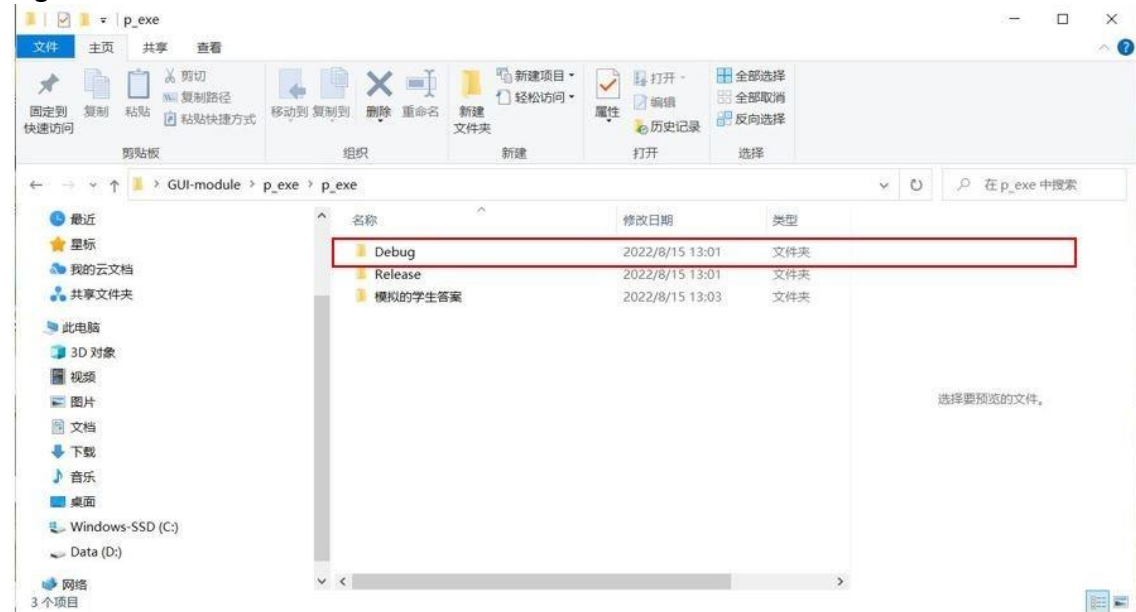 p_exe
文件 主页 共享 查看
固定到快速访问
复制
粘贴
剪切
复制路径
粘贴快捷方式
剪贴板
移动到
复制到
删除
重命名
组织
新建文件夹
新建项目
轻松访问
新建
属性
打开
编辑
历史记录
打开
全部选择
全部取消
反向选择
选择
GUI-module > p_exe > p_exe
在 p_exe 中搜索
名称 修改日期 类型
Debug 2022/8/15 13:01 文件夹
Release 2022/8/15 13:01 文件夹
模拟的学生答案 2022/8/15 13:03 文件夹
最近
星标
我的云文档
共享文件夹
此电脑
3D 对象
视频
图片
文档
下载
音乐
桌面
Windows-SSD (C:)
Data (D:)
网络
选择要预览的文件。
3 个项目